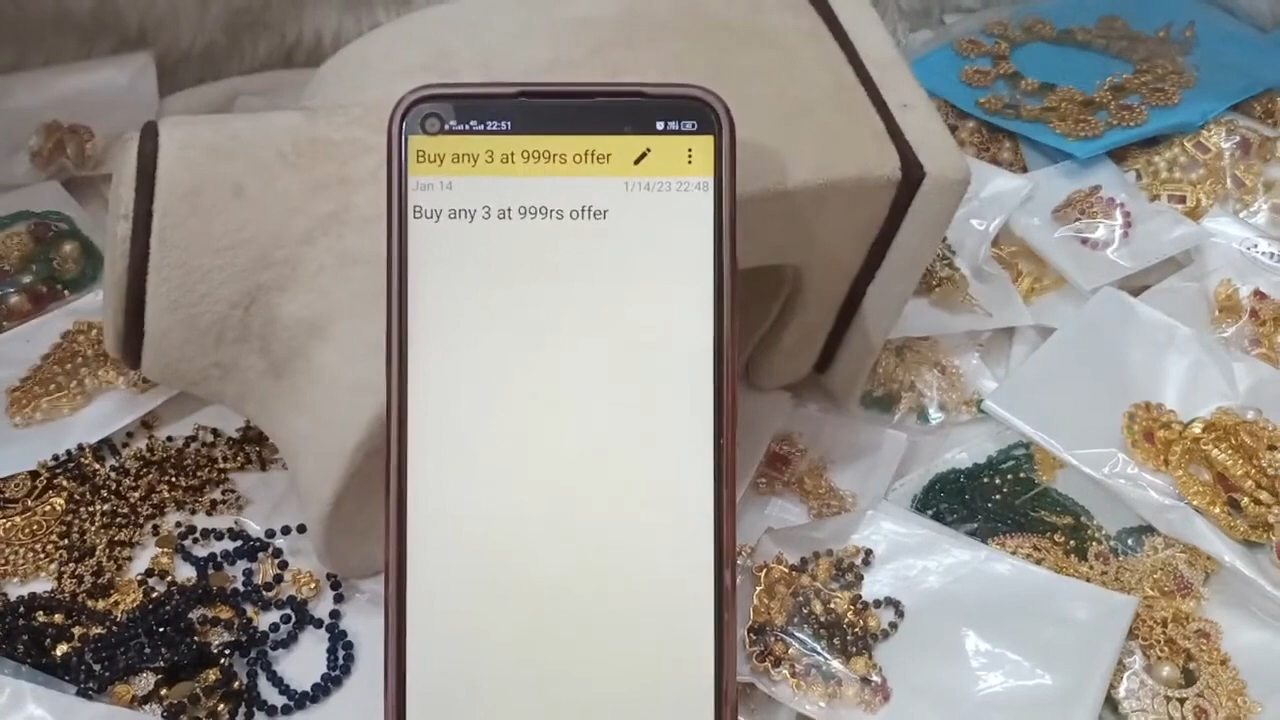 22:51
Buy any 3 at 999rs offer
Jan 14 1/14/23 22:48
Buy any 3 at 999rs offer